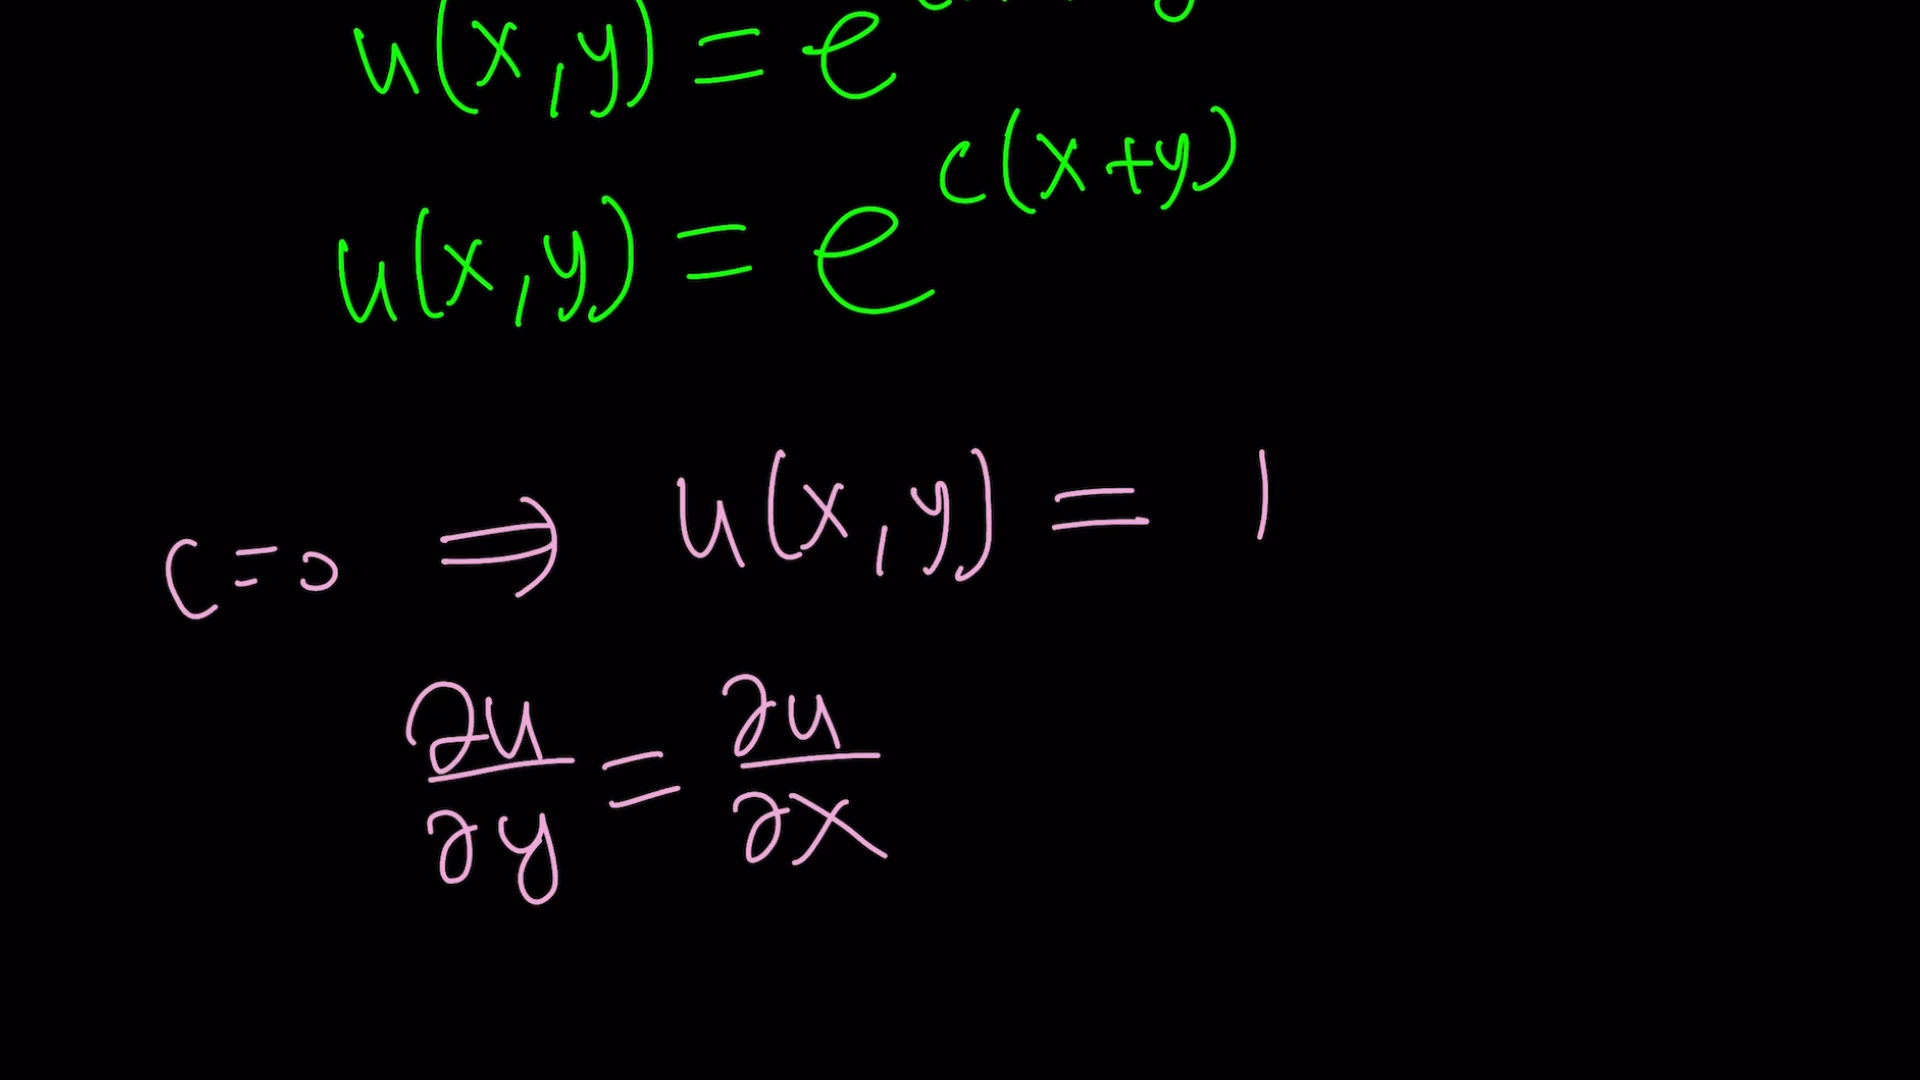 u(x,y) = e
u(x,y) = e^{c(x+y)}
c=0 ⇒ u(x,y) = 1
∂u/∂y = ∂u/∂x